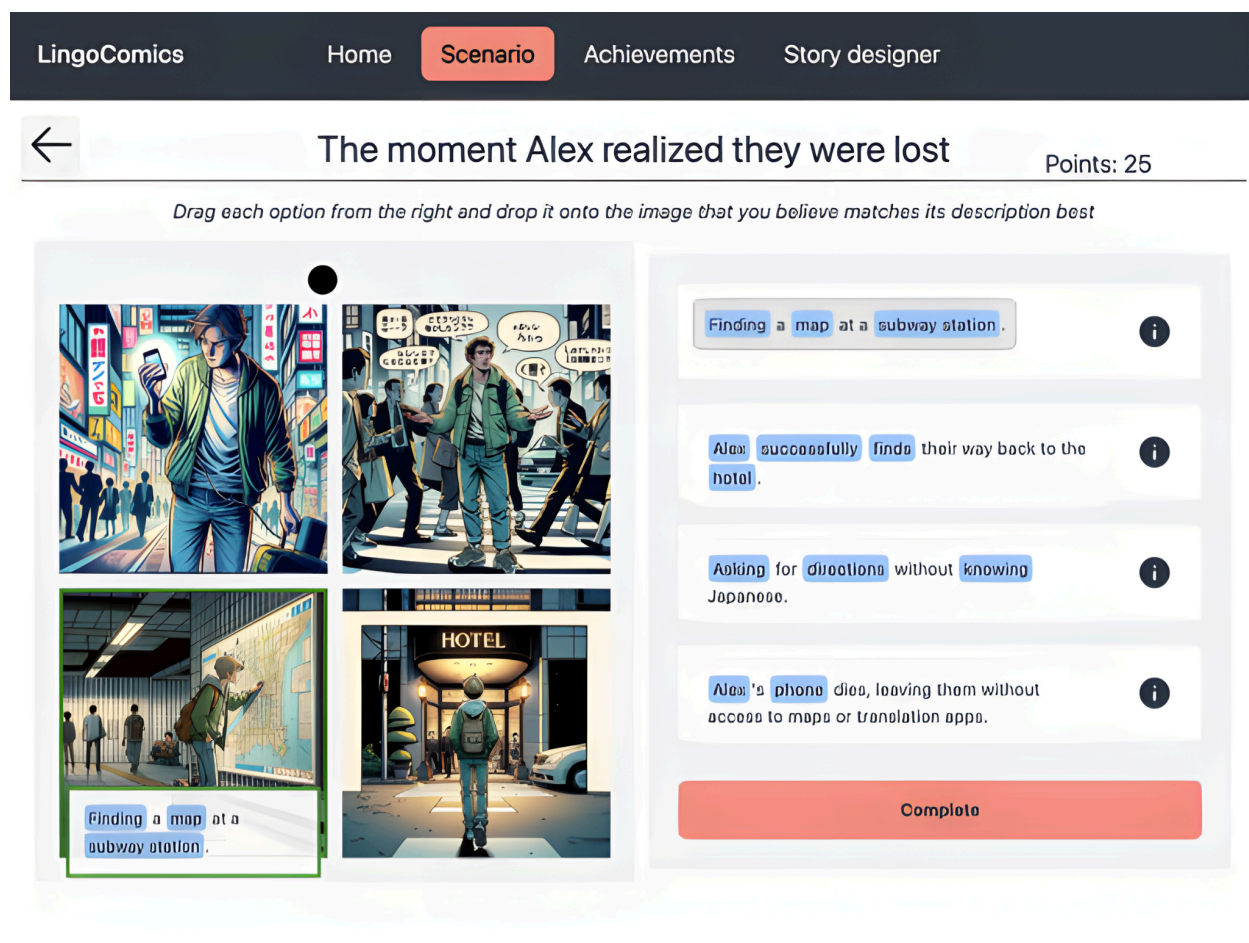 LingoComics Home Scenario Achievements Story designer
The moment Alex realized they were lost
Points: 25
Drag each option from the right and drop it onto the image that you believe matches its description best
HOTEL
Finding a map at a
subway station.
Finding a map at a subway station.
Alex successfully finds their way back to the
hotel.
Asking for directions without knowing
Japanese.
Alex's phone dies, leaving them without
access to maps or translation apps.
Complete